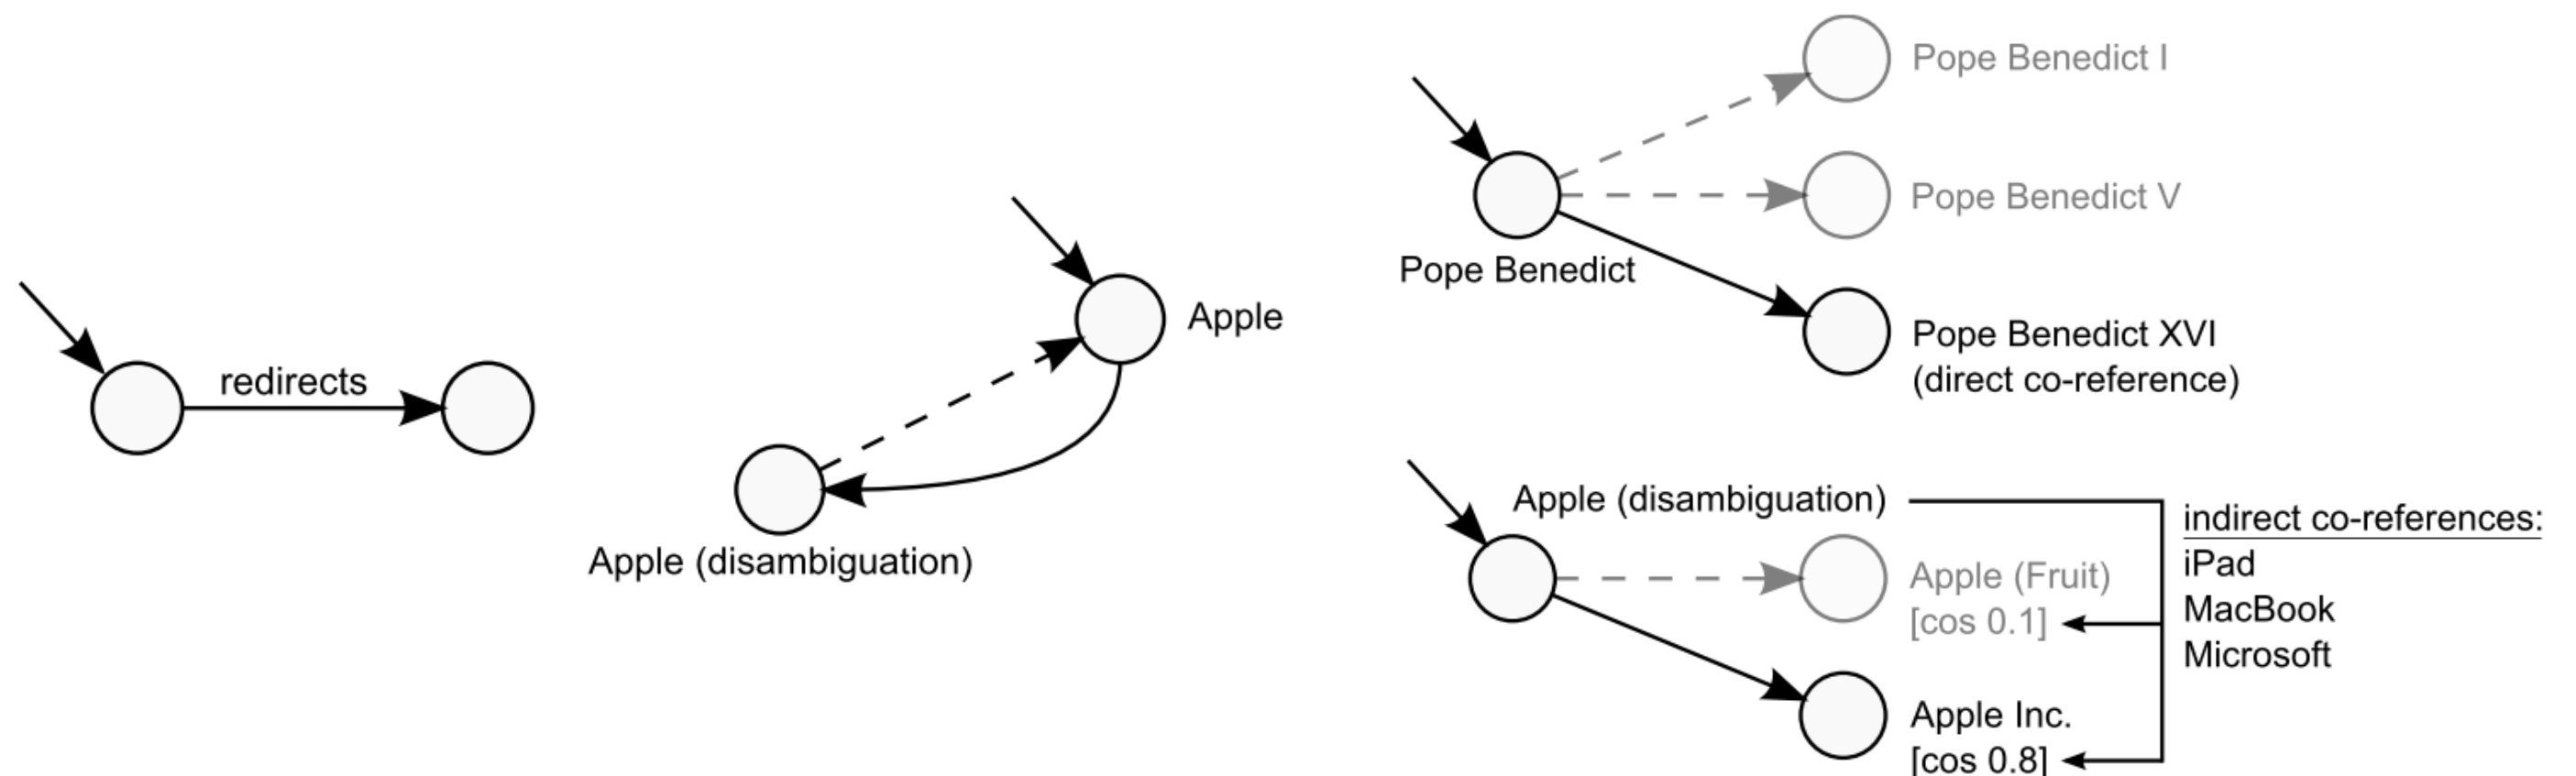 redirects
Apple
Apple (disambiguation)
Pope Benedict I
Pope Benedict V
Pope Benedict
Pope Benedict XVI
(direct co-reference)
Apple (disambiguation)
Apple (Fruit)
[cos 0.1]
Apple Inc.
[cos 0.8]
indirect co-references:
iPad
MacBook
Microsoft